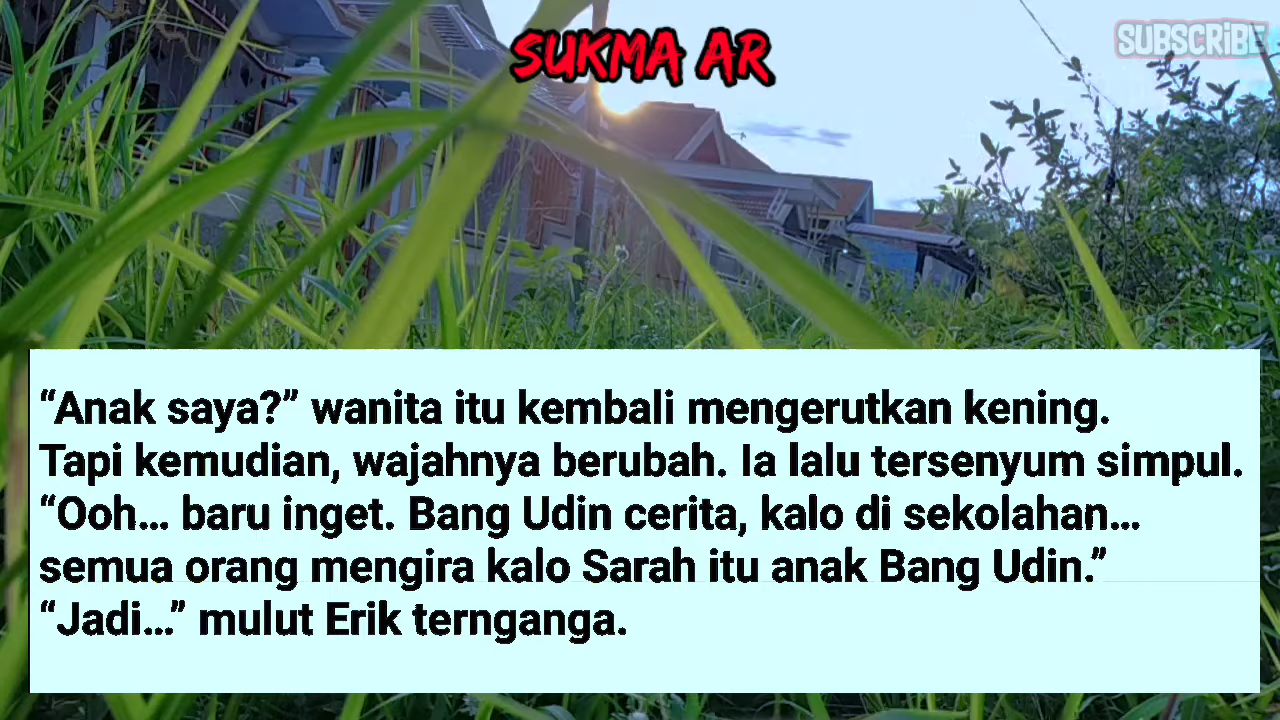 SUKMA AR
SUBSCRiBE
“Anak saya?” wanita itu kembali mengerutkan kening.
Tapi kemudian, wajahnya berubah. Ia lalu tersenyum simpul.
“Ooh... baru inget. Bang Udin cerita, kalo di sekolahan...
semua orang mengira kalo Sarah itu anak Bang Udin.”
“Jadi...” mulut Erik ternganga.